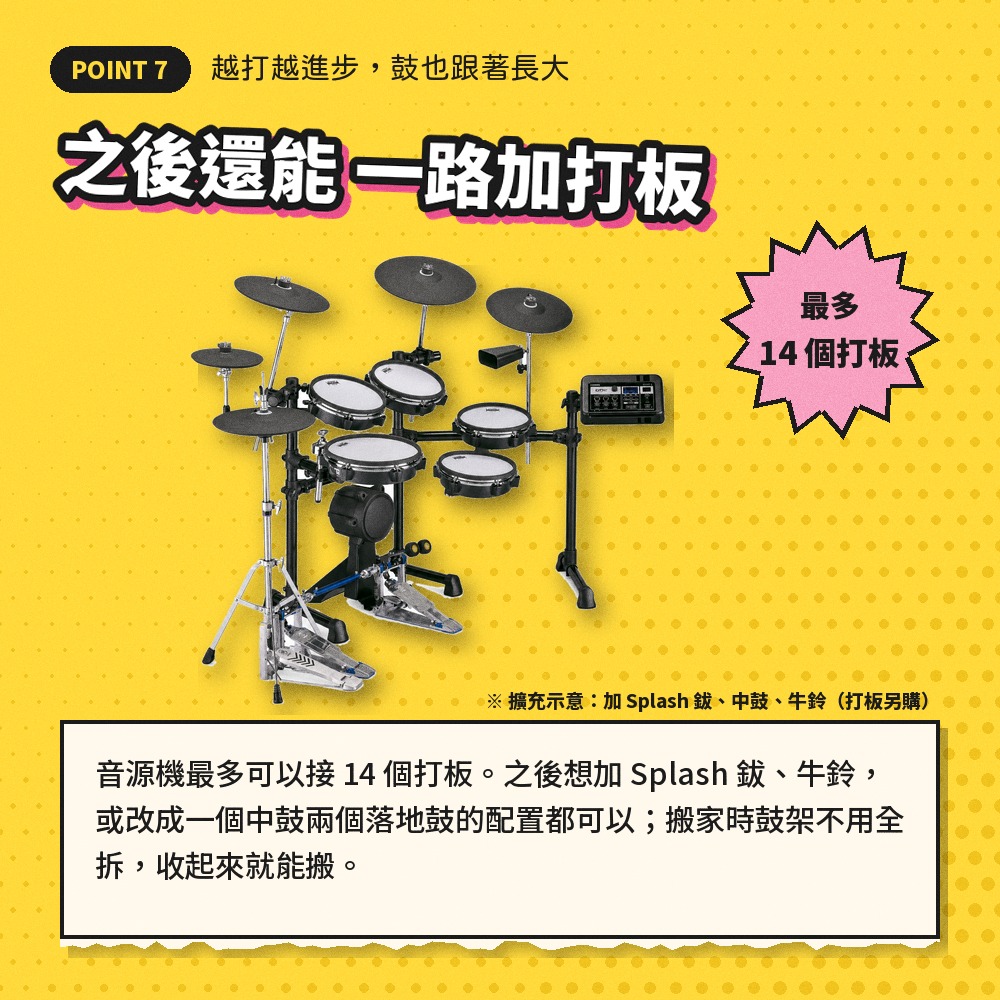 POINT 7
越打越進步，鼓也跟著長大
之後還能 一路加打板
最多
14 個打板
※ 擴充示意：加 Splash 鈸、中鼓、牛鈴（打板另購）
音源機最多可以接 14 個打板。之後想加 Splash 鈸、牛鈴，
或改成一個中鼓兩個落地鼓的配置都可以；搬家時鼓架不用全
拆，收起來就能搬。